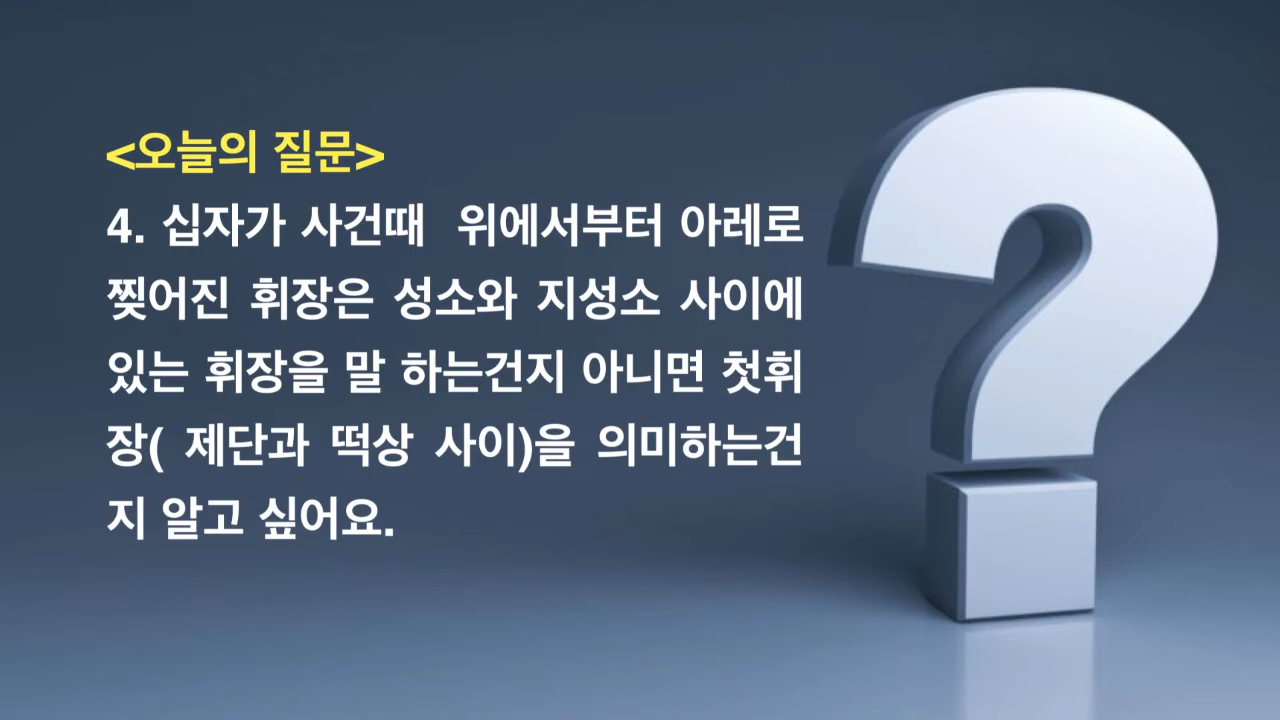 <오늘의 질문>
4. 십자가 사건때 위에서부터 아레로
찢어진 휘장은 성소와 지성소 사이에
있는 휘장을 말 하는건지 아니면 첫휘
장( 제단과 떡상 사이)을 의미하는건
지 알고 싶어요.